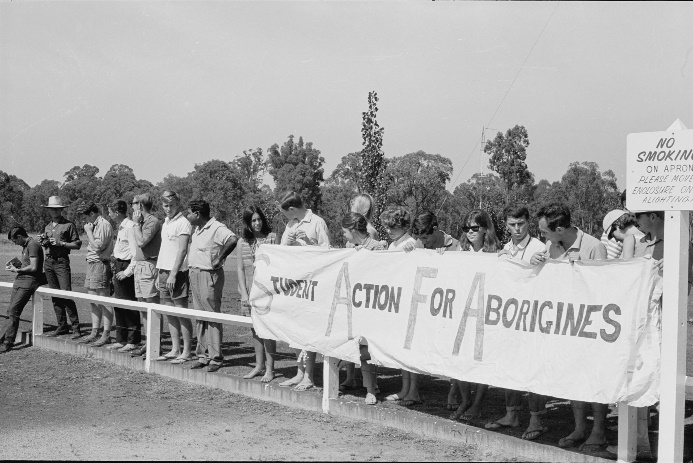 STUDENT ACTION FOR ABORIGINES
NO
SMOKING
ON APRON
PLEASE MOVE
ENCLOSURE ON
ALIGHTING